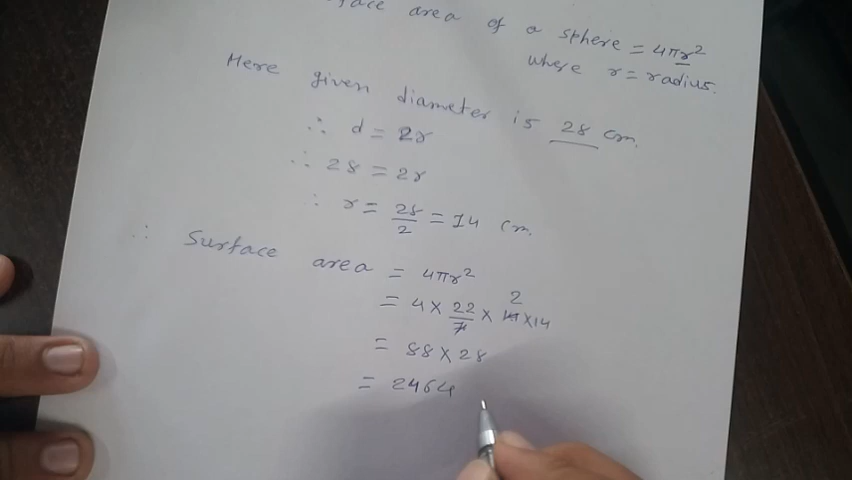 face area of a sphere = 4πr²
where r = radius.
Here given diameter is 28 cm.
∴ d = 2r
∴ 28 = 2r
∴ r = 28/2 = 14 cm.
∴ Surface area = 4πr²
2
= 4 × 22/7 × 14 × 14
= 88 × 28
= 2464